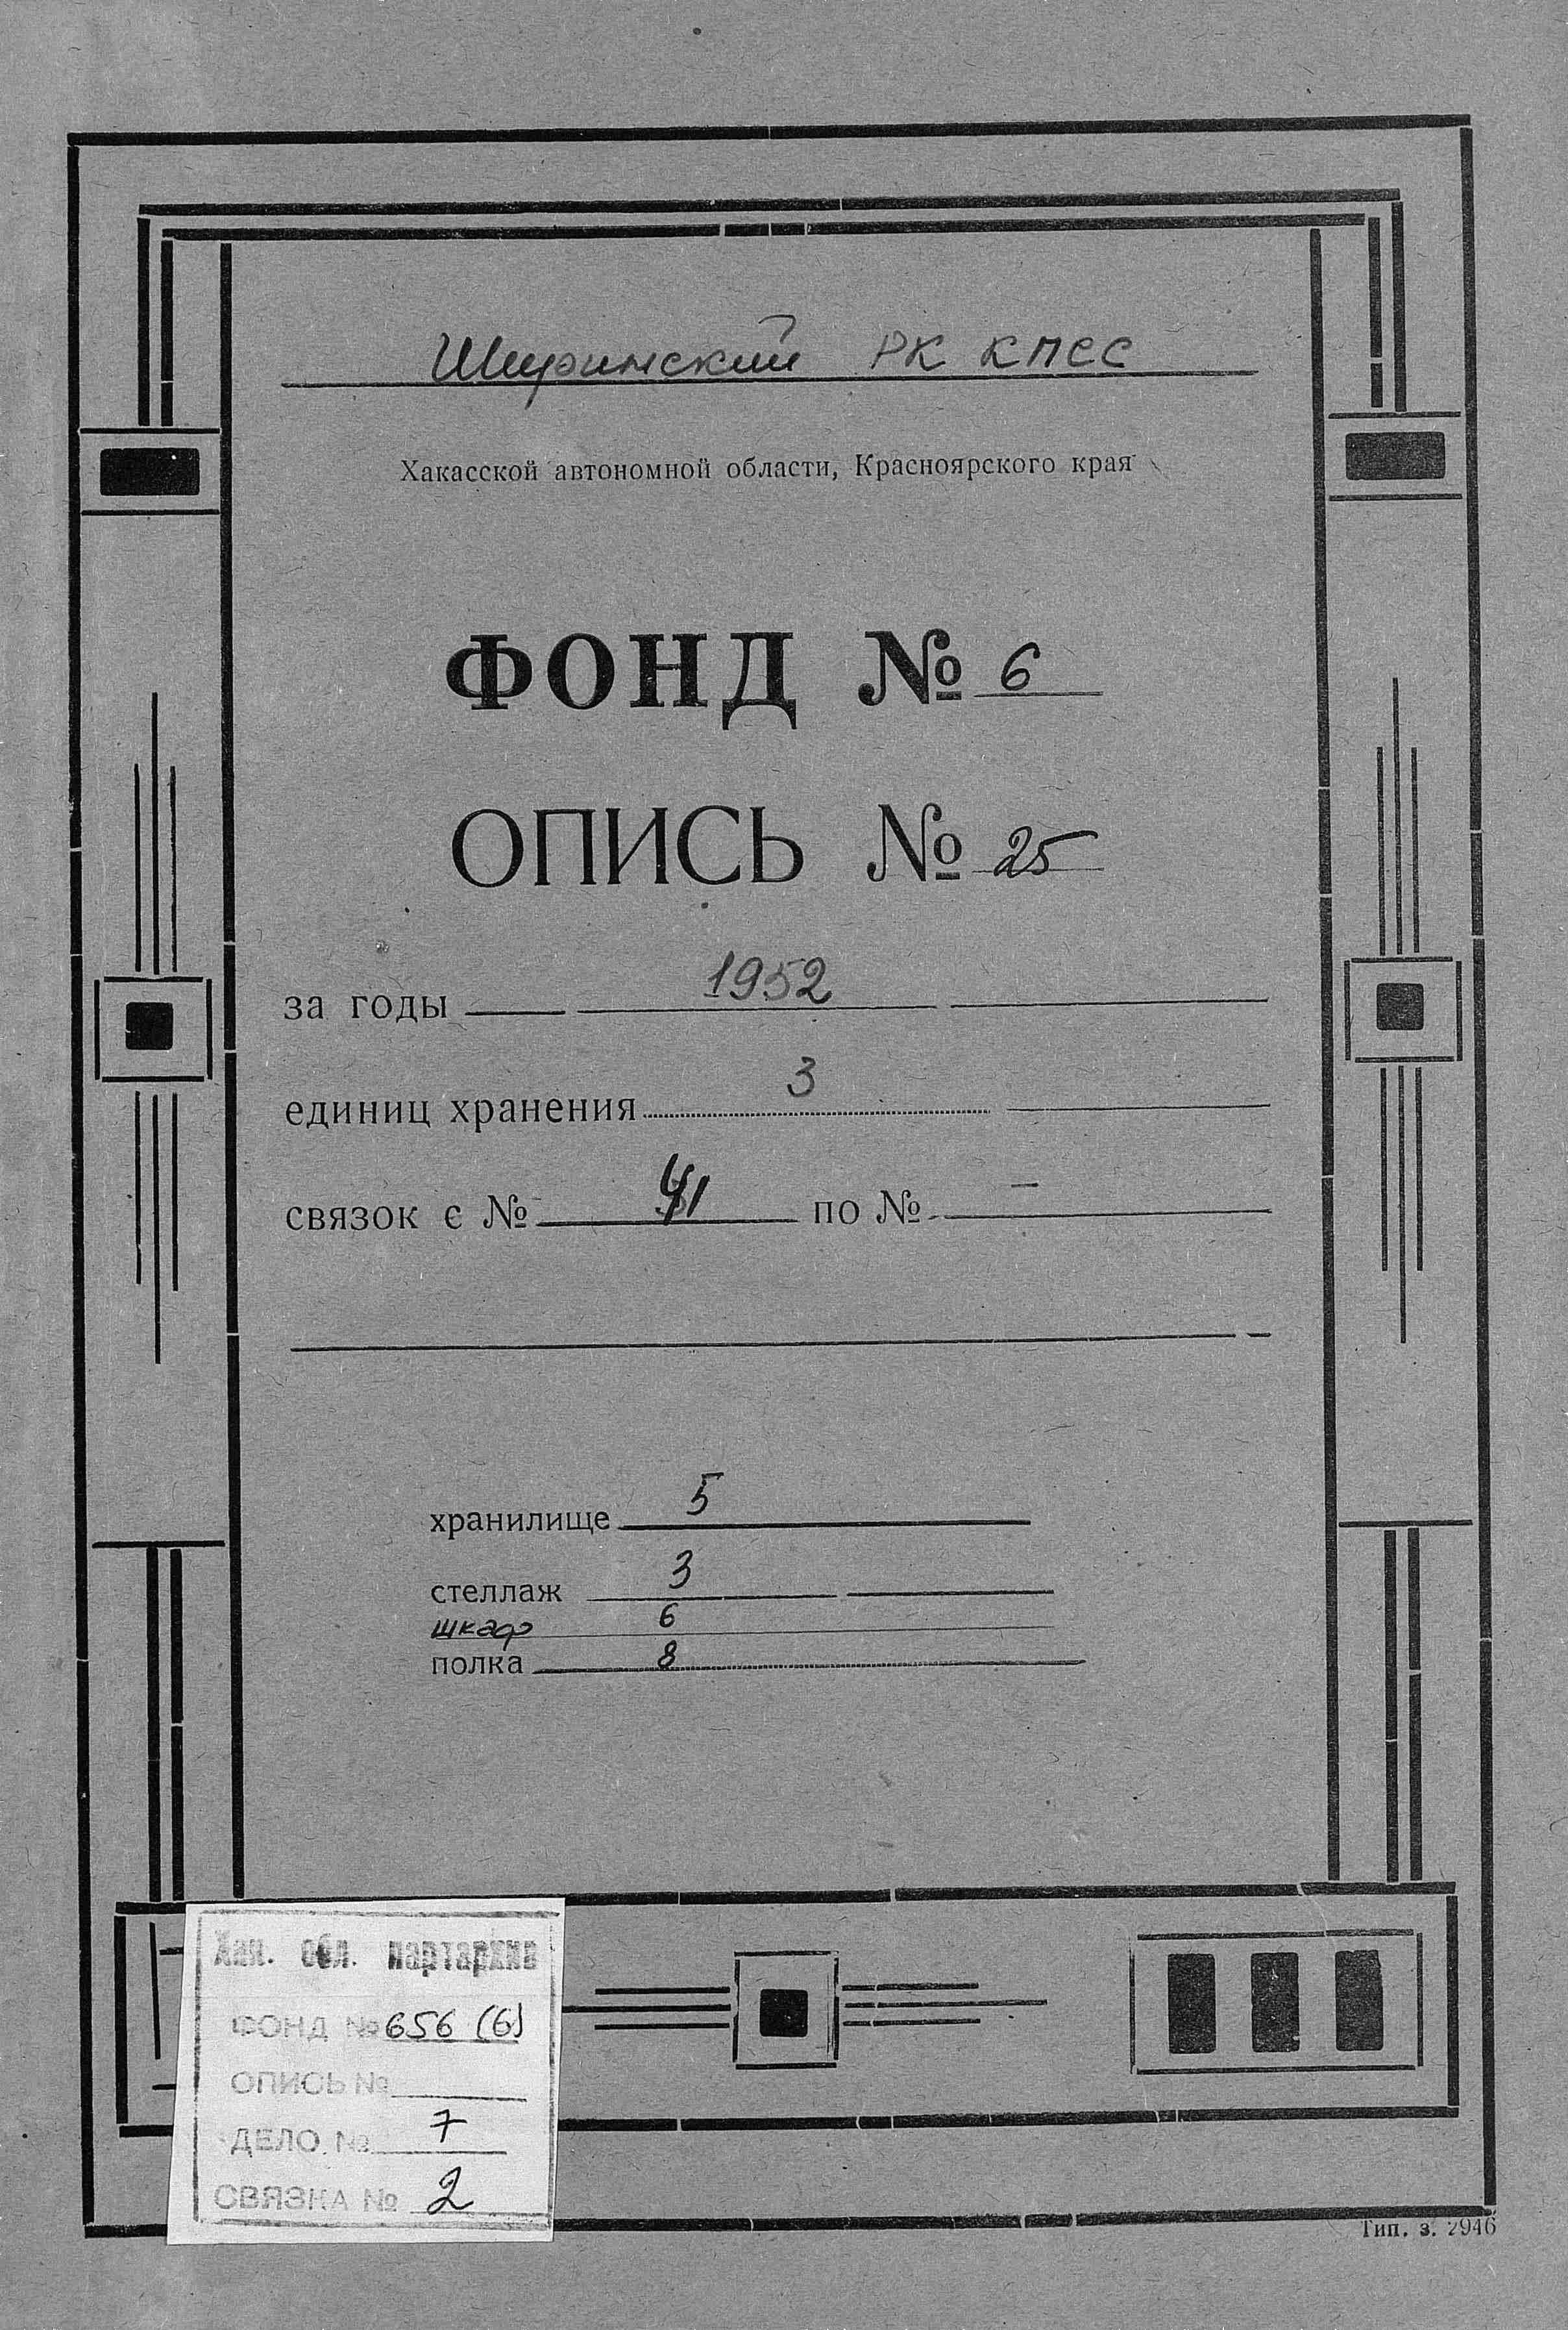 Ширинский РК КПСС
Хакасской автономной области, Красноярского края
ФОНД № 6
ОПИСЬ № 25
за годы 1952
единиц хранения 3
связок с № 41 по № –
хранилище 5
стеллаж 3
шкаф 6
полка 8
Хак. обл. партархив
ФОНД № 656 (6)
ОПИСЬ №
ДЕЛО № 7
СВЯЗКА № 2
Тип. з. 2946